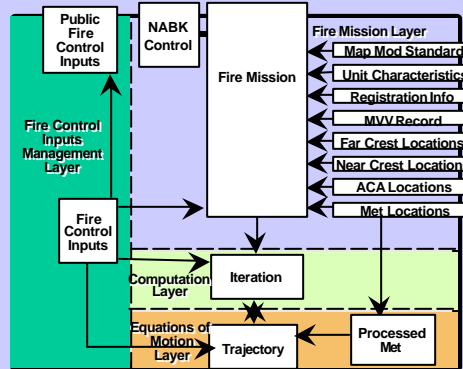 Public
Fire
Control
Inputs
NABK
Control
Fire Mission Layer
Fire Mission
Map Mod Standard
Unit Characteristics
Registration Info
MVV Record
Far Crest Locations
Near Crest Location
ACA Locations
Met Locations
Fire Control
Inputs
Management
Layer
Fire
Control
Inputs
Iteration
Computation
Layer
Equations of
Motion
Layer
Trajectory
Processed
Met